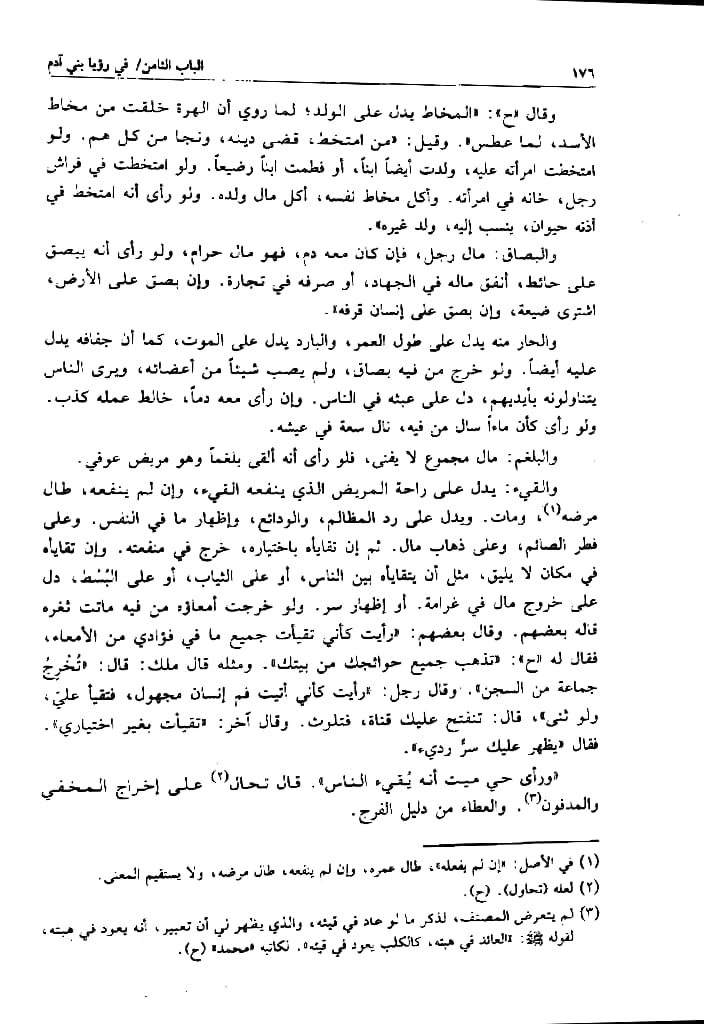 ١٧٦ الباب الثامن/ في رؤيا بني آدم
وقال «ح»: «المخاط يدل على الولد؛ لما روي أن الهرة خلقت من مخاط
الأسد، لما عطس». وقيل: «من امتخط، قضى دينه، ونجا من كل هم. ولو
امتخطت امرأته عليه، ولدت أيضاً ابناً، أو فطمت ابناً رضيعاً. ولو امتخطت في فراش
رجل، خانه في امرأته. وأكل مخاط نفسه، أكل مال ولده. ولو رأى أنه امتخط في
أذنه حيوان، ينسب إليه، ولد غيره».
والبصاق: مال رجل، فإن كان معه دم، فهو مال حرام، ولو رأى أنه يبصق
على حائط، أنفق ماله في الجهاد، أو صرفه في تجارة. وإن بصق على الأرض،
اشترى ضيعة، وإن بصق على إنسان قرفه».
والحار منه يدل على طول العمر، والبارد يدل على الموت، كما أن جفافه يدل
عليه أيضاً. ولو خرج من فيه بصاق، ولم يصب شيئاً من أعضائه، ويرى الناس
يتناولونه بأيديهم، دل على عبثه في الناس. وإن رأى معه دماً، خالط عمله كذب.
ولو رأى كأن ماءاً سال من فيه، نال سعة في عيشه.
والبلغم: مال مجموع لا يفنى، فلو رأى أنه ألقى بلغماً وهو مريض عوفي.
والقيء: يدل على راحة المريض الذي ينفعه القيء، وإن لم ينفعه، طال
مرضه(١)، ومات. ويدل على رد المظالم، والودائع، وإظهار ما في النفس. وعلى
فطر الصائم، وعلى ذهاب مال. ثم إن تقايأه باختياره، خرج في منفعته. وإن تقايأه
في مكان لا يليق، مثل أن يتقايأه بين الناس، أو على الثياب، أو على البُسْط، دل
على خروج مال في غرامة. أو إظهار سر. ولو خرجت أمعاؤه من فيه ماتت ثغره
قاله بعضهم. وقال بعضهم: «رأيت كأني تقيأت جميع ما في فؤادي من الأمعاء،
فقال له «ح»: «تذهب جميع حوائجك من بيتك». ومثله قال ملك: قال: «تُخْرِجُ
جماعة من السجن». وقال رجل: «رأيت كأني أتيت فم إنسان مجهول، فتقيأ عليّ،
ولو ثنى»، قال: تنفتح عليك قناة، فتلرث. وقال آخر: «تقيأت بغير اختياري».
فقال «يظهر عليك سرٌّ رديء».
«ورأى حي ميت أنه يُقيء الناس». قال تحال(٢) على إخراج المخفي
والمدفون(٣). والعطاء من دليل الفرج.
(١) في الأصل: «إن لم يفعله»، طال عمره، وإن لم ينفعه، طال مرضه، ولا يستقيم المعنى.
(٢) لعله (تحاول). (ح).
(٣) لم يتعرض المصنف، لذكر ما لو عاد في قيئه، والذي يظهر ني أن تعبير، أنه يعود في هبته،
لقوله ﷺ: «العائد في هبته، كالكلب يعود في قيئه». نكاتبه «محمد» (ح).